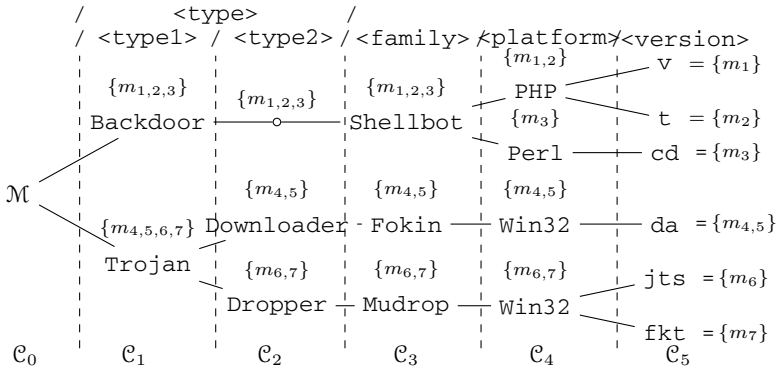 / <type> /
/ <type1> / <type2> / <family> / <platform> / <version>
{m1,2}
v = {m1}
{m1,2,3} {m1,2,3} {m1,2,3} PHP
Backdoor Shellbot {m3} t = {m2}
Perl cd = {m3}
ℳ {m4,5} {m4,5} {m4,5}
{m4,5,6,7} Downloader Fokin Win32 da = {m4,5}
Trojan {m6,7} {m6,7} {m6,7} jts = {m6}
Dropper Mudrop Win32
fkt = {m7}
𝒞0 𝒞1 𝒞2 𝒞3 𝒞4 𝒞5